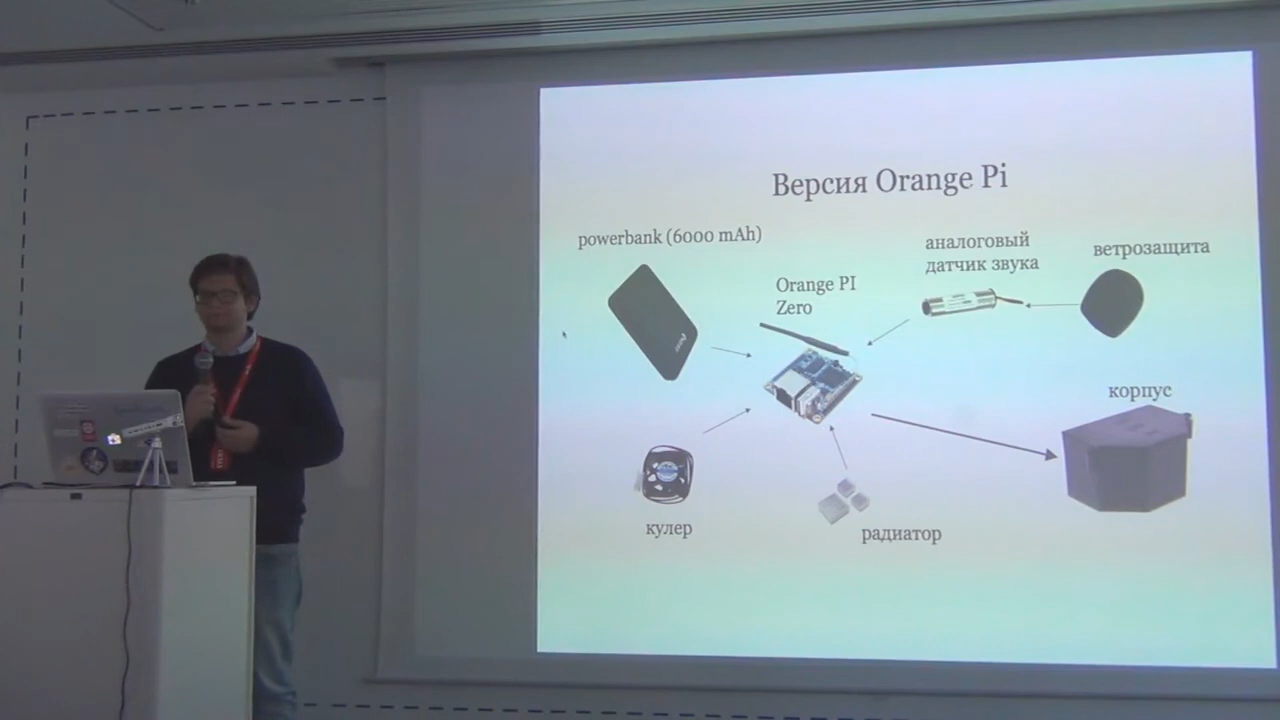 Версия Orange Pi
powerbank (6000 mAh)
аналоговый
датчик звука
ветрозащита
Orange PI
Zero
корпус
кулер
радиатор